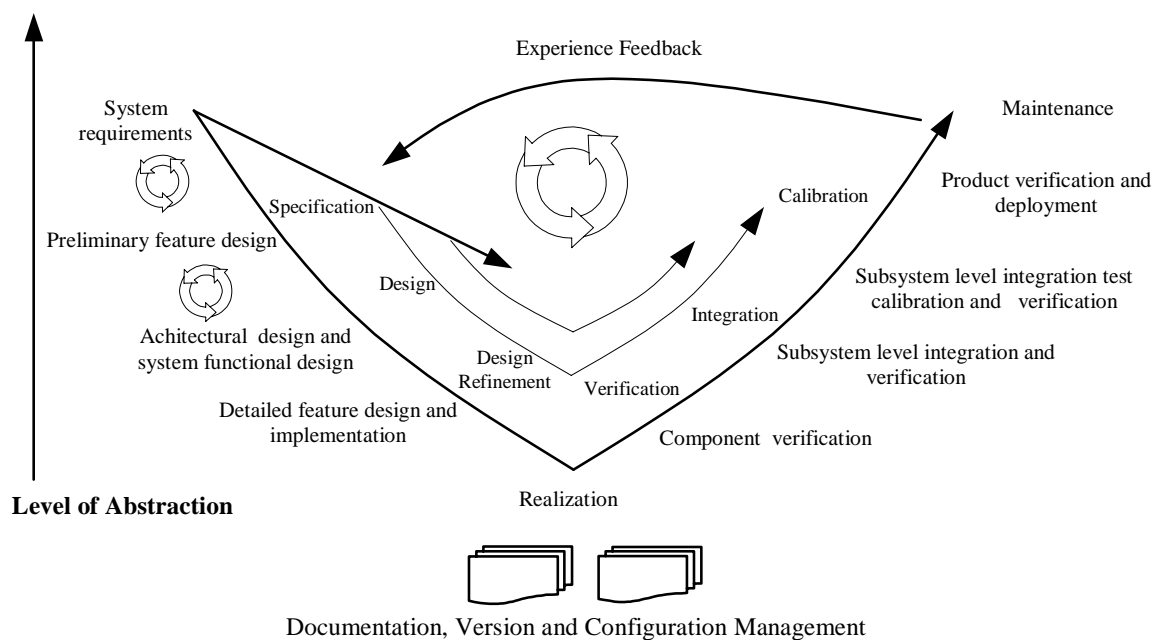 Experience Feedback
System
requirements
Maintenance
Product verification and
deployment
Specification
Calibration
Preliminary feature design
Design
Subsystem level integration test
calibration and verification
Integration
Achitectural design and
system functional design
Design
Refinement
Verification
Subsystem level integration and
verification
Detailed feature design and
implementation
Component verification
Realization
Level of Abstraction
Documentation, Version and Configuration Management